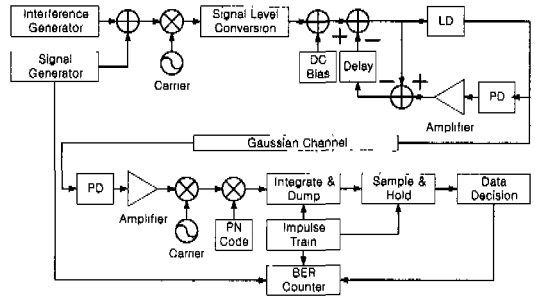 Interference
Generator
Signal Level
Conversion
LD
Signal
Generator
Carrier
DC
Bias
Delay
PD
Amplifier
Gaussian Channel
PD
Amplifier
Carrier
PN
Code
Integrate &
Dump
Sample &
Hold
Data
Decision
Impulse
Train
BER
Counter